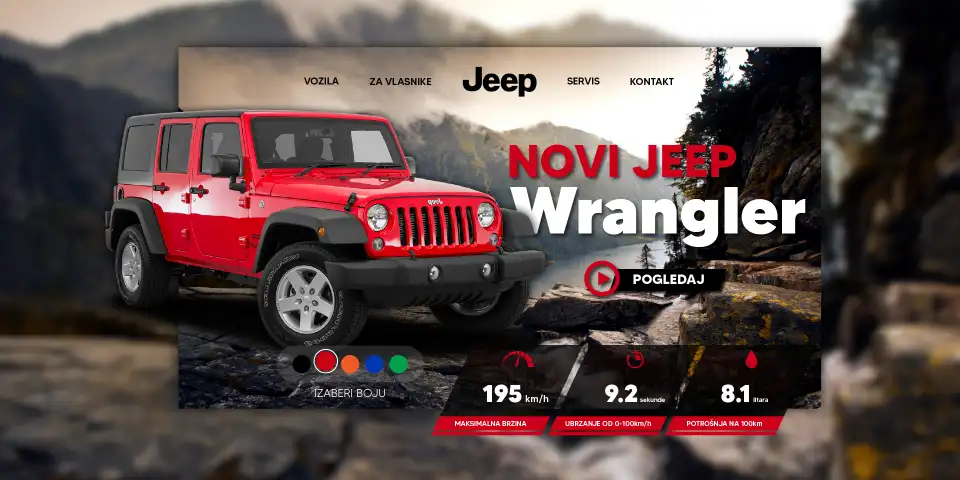 VOZILA
ZA VLASNIKE
Jeep
SERVIS
KONTAKT
NOVI JEEP
Wrangler
POGLEDAJ
IZABERI BOJU
195 km/h
9.2 sekunde
8.1 litara
MAKSIMALNA BRZINA
UBRZANJE OD 0-100km/h
POTROŠNJA NA 100km